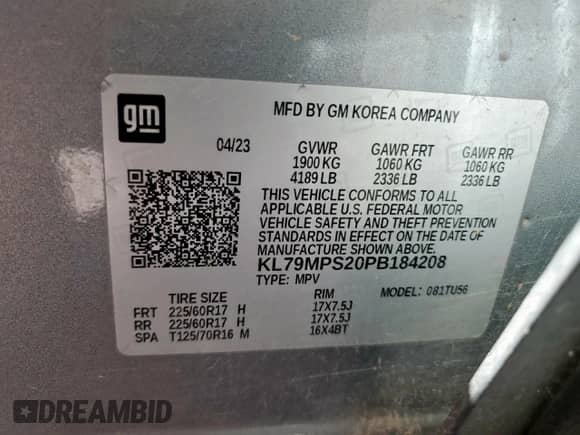 gm
MFD BY GM KOREA COMPANY
04/23 GVWR GAWR FRT GAWR RR
1900 KG 1060 KG 1060 KG
4189 LB 2336 LB 2336 LB
THIS VEHICLE CONFORMS TO ALL
APPLICABLE U.S. FEDERAL MOTOR
VEHICLE SAFETY AND THEFT PREVENTION
STANDARDS IN EFFECT ON THE DATE OF
MANUFACTURE SHOWN ABOVE.
KL79MPS20PB184208
TYPE: MPV MODEL: 081TU56
TIRE SIZE RIM
FRT 225/60R17 H 17X7.5J
RR 225/60R17 H 17X7.5J
SPA T125/70R16 M 16X4BT
DREAMBID